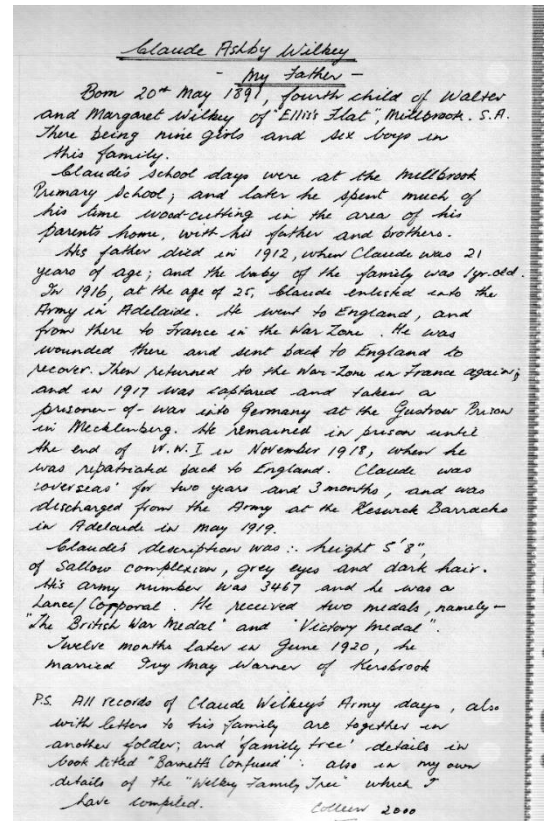 Claude Ashby Wilkey
- My Father -
Born 20th May 1891, fourth child of Walter
and Margaret Wilkey of "Ellis's Flat", Millbrook. S.A.
There being nine girls and six boys in
this family.
Claude's school days were at the Millbrook
Primary School; and later he spent much of
his time wood-cutting in the area of his
parent's home, with his father and brothers.
His father died in 1912, when Claude was 21
years of age; and the baby of the family was 1yr. old.
In 1916, at the age of 25, Claude enlisted into the
Army in Adelaide. He went to England, and
from there to France in the War Zone. He was
wounded there and sent back to England to
recover. Then returned to the War-Zone in France again;
and in 1917 was captured and taken a
prisoner-of-war into Germany at the Gustrow Prison
in Mecklenberg. He remained in prison until
the end of W.W.I in November 1918, when he
was repatriated back to England. Claude was
'overseas' for two years and 3 months, and was
discharged from the Army at the Keswick Barracks
in Adelaide in May 1919.
Claude's description was :- height 5'8",
of Sallow complexion, grey eyes and dark hair.
His army number was 3467 and he was a
Lance/Copporal. He received two medals, namely -
"The British War Medal" and "Victory Medal".
Twelve months later in June 1920, he
married Ivy May Warner of Kersbrook
P.S. All records of Claude Wilkey's Army days, also
with letters to his family are together in
another folder; and 'family tree' details in
book titled "Barnetts Confused" : also in my own
details of the "Wilkey Family Tree" which I
have compiled. Colleen 2000